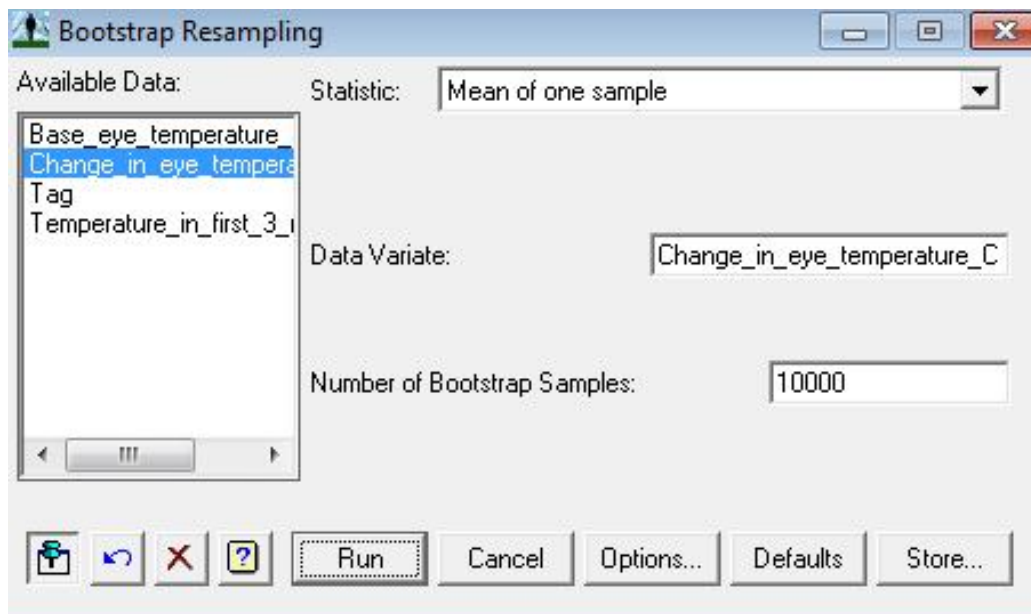 Bootstrap Resampling
Available Data:
Statistic:
Mean of one sample
Base_eye_temperature_
Change_in_eye_tempera
Tag
Temperature_in_first_3_
Data Variate:
Change_in_eye_temperature_C
Number of Bootstrap Samples:
10000
Run
Cancel
Options...
Defaults
Store...